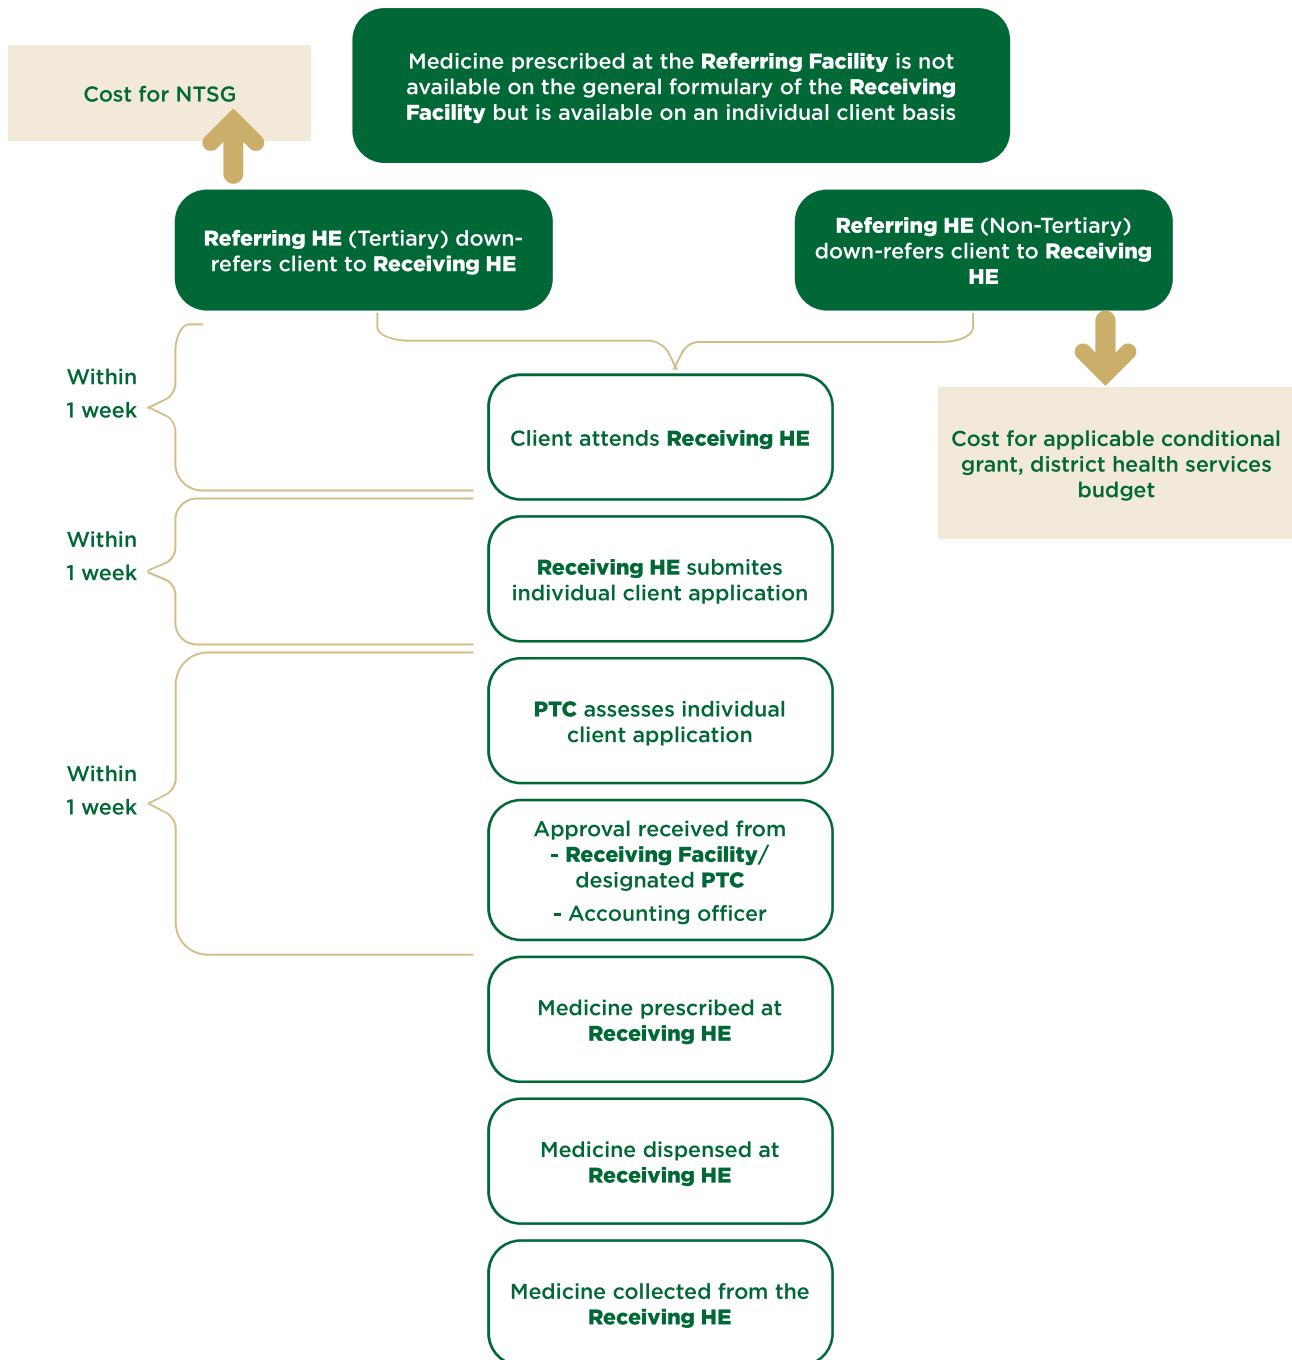 Cost for NTSG
Medicine prescribed at the Referring Facility is not
available on the general formulary of the Receiving
Facility but is available on an individual client basis
Referring HE (Tertiary) down-
refers client to Receiving HE
Referring HE (Non-Tertiary)
down-refers client to Receiving
HE
Within
1 week
Client attends Receiving HE
Cost for applicable conditional
grant, district health services
budget
Within
1 week
Receiving HE submites
individual client application
PTC assesses individual
client application
Within
1 week
Approval received from
- Receiving Facility/
designated PTC
- Accounting officer
Medicine prescribed at
Receiving HE
Medicine dispensed at
Receiving HE
Medicine collected from the
Receiving HE